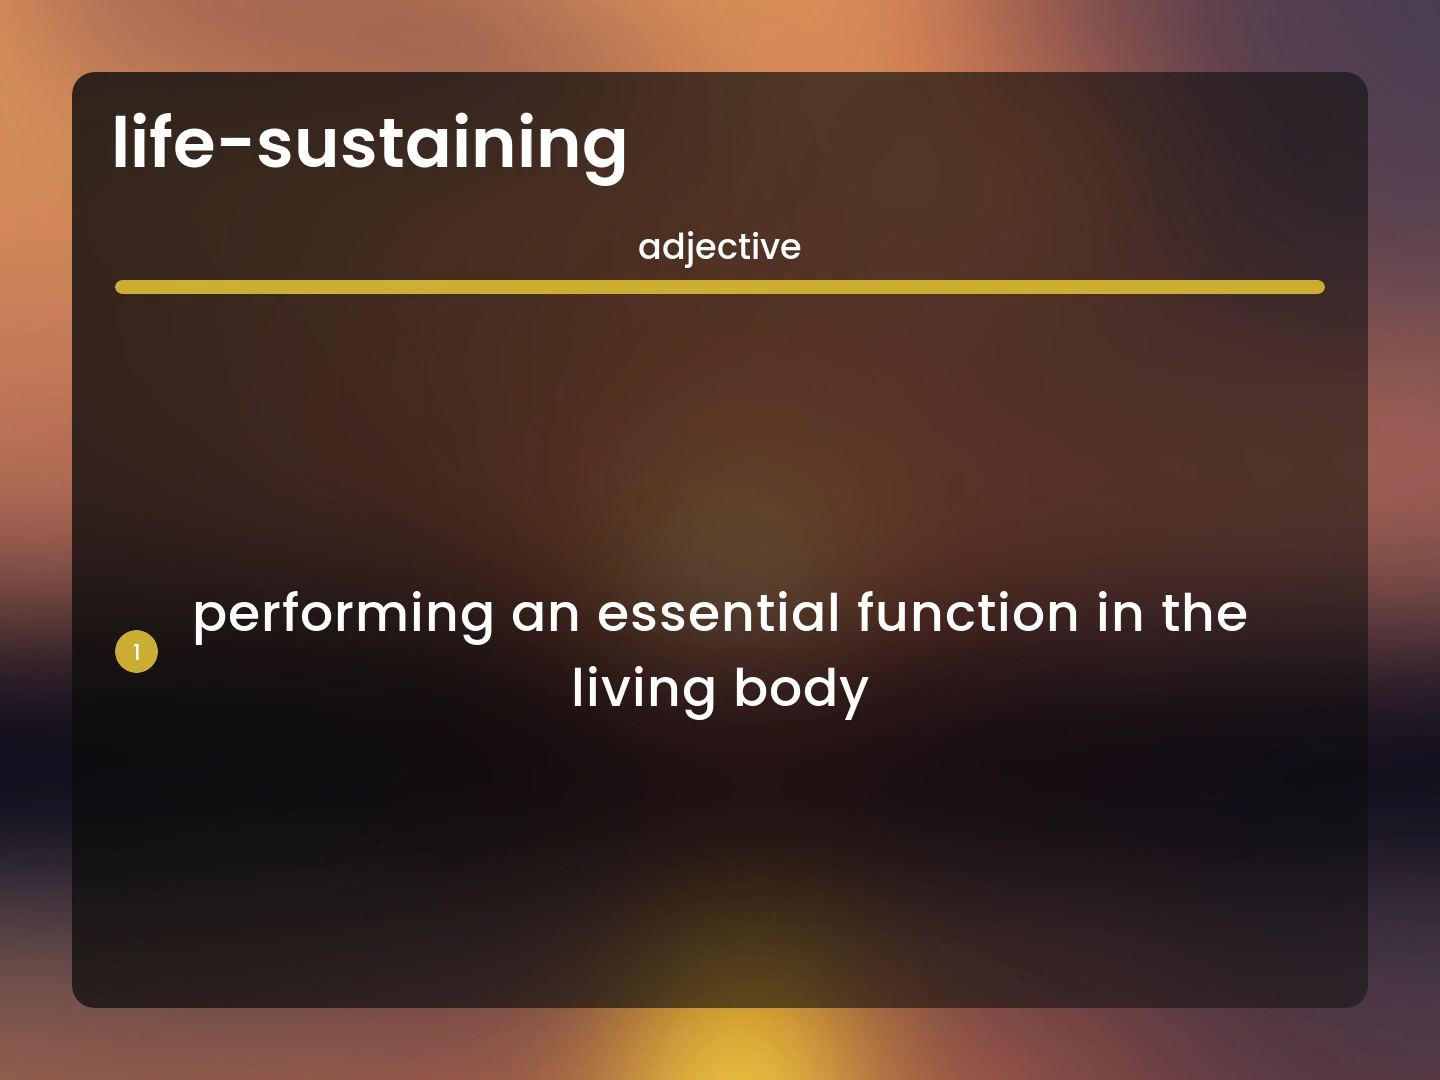 life-sustaining
adjective
1
performing an essential function in the
living body